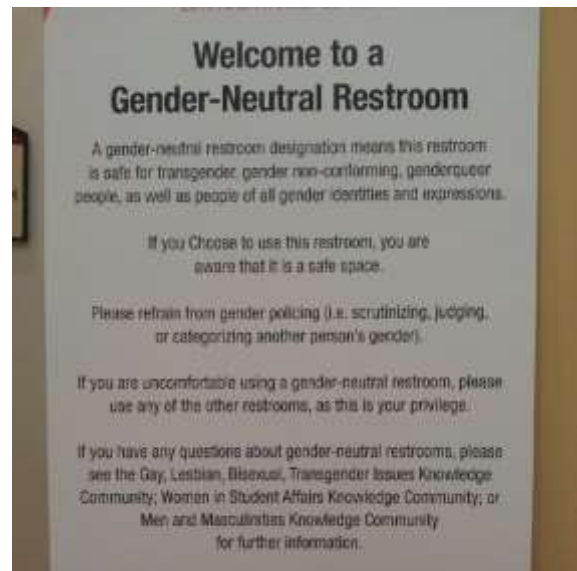 Welcome to a
Gender-Neutral Restroom
A gender-neutral restroom designation means this restroom
is safe for transgender, gender non-conforming, genderqueer
people, as well as people of all gender identities and expressions.
If you Choose to use this restroom, you are
aware that it is a safe space.
Please refrain from gender policing (i.e. scrutinizing, judging,
or categorizing another person's gender).
If you are uncomfortable using a gender-neutral restroom, please
use any of the other restrooms, as this is your privilege.
If you have any questions about gender-neutral restrooms, please
see the Gay, Lesbian, Bisexual, Transgender Issues Knowledge
Community; Women in Student Affairs Knowledge Community; or
Men and Masculinities Knowledge Community
for further information.